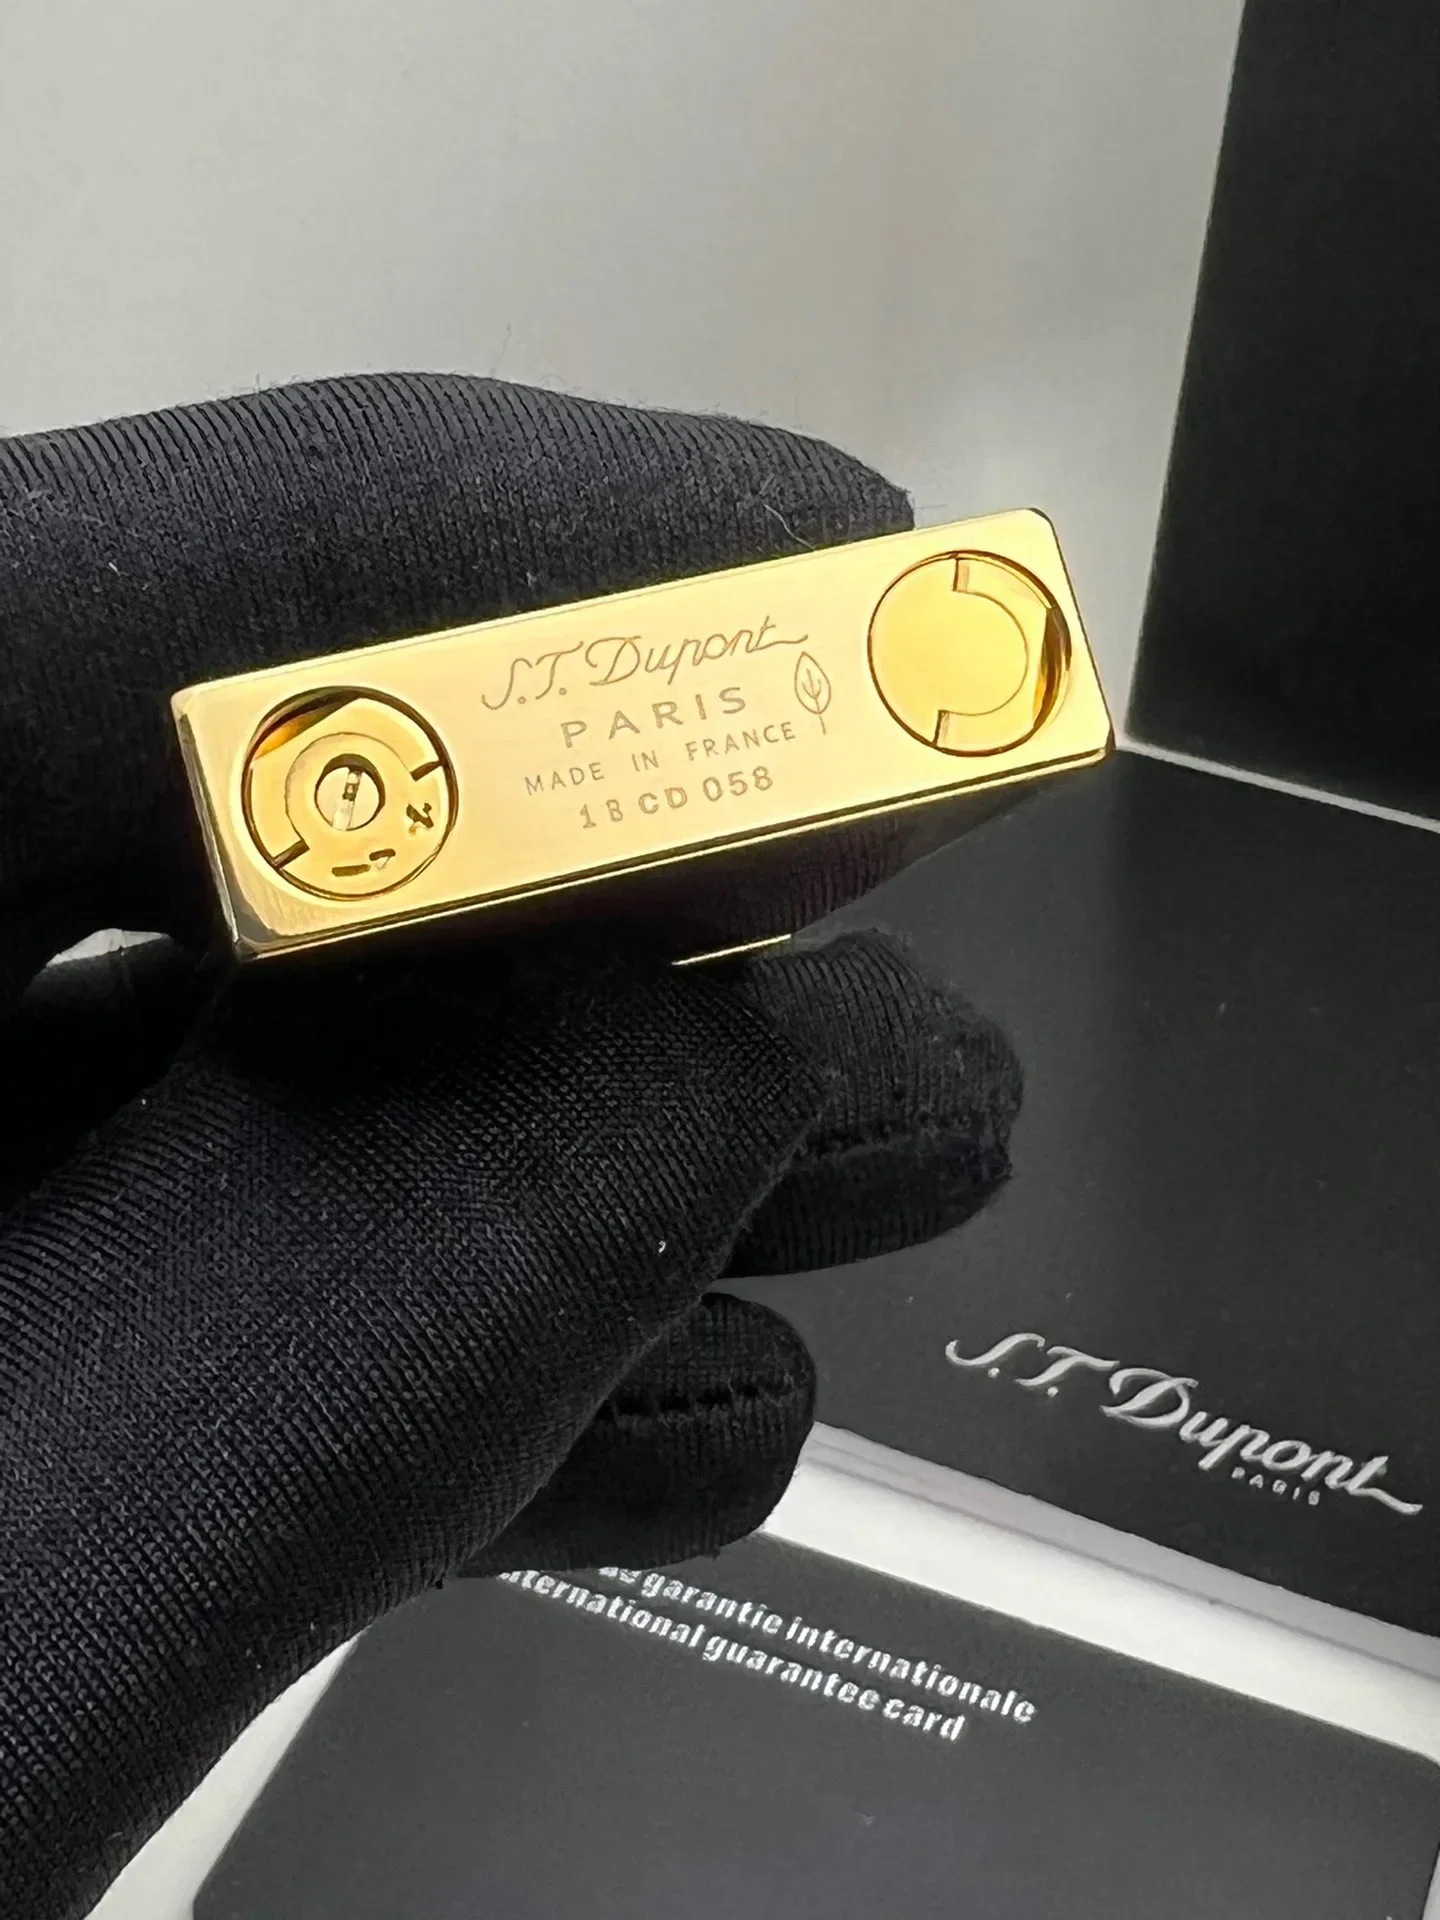 S.T. Dupont
PARIS
MADE IN FRANCE
18CD058
S.T. Dupont
PARIS
garantie internationale
international guarantee card